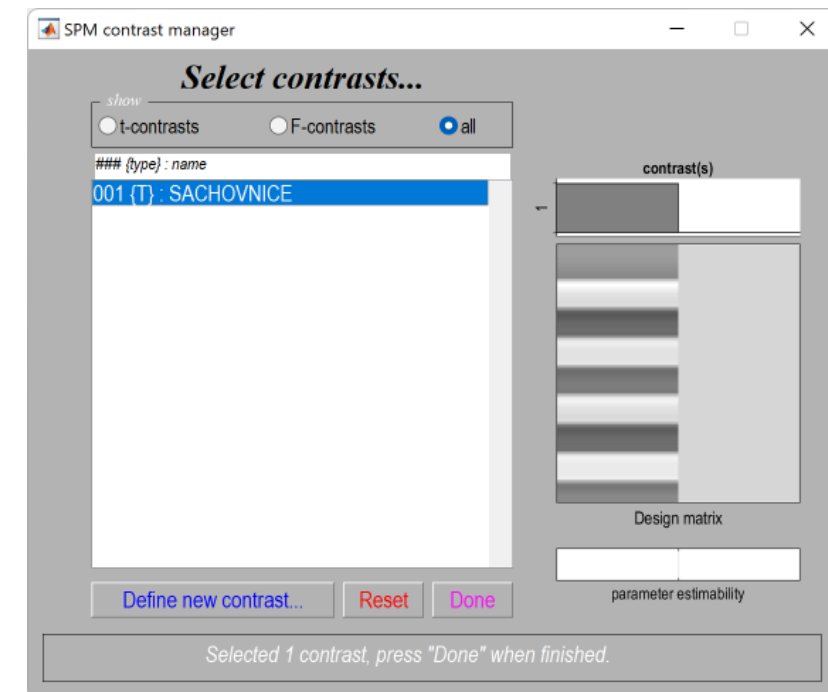 SPM contrast manager
Select contrasts...
show
t-contrasts F-contrasts all
### {type} : name
001 {T} : SACHOVNICE
contrast(s)
1
Design matrix
parameter estimability
Define new contrast... Reset Done
Selected 1 contrast, press "Done" when finished.